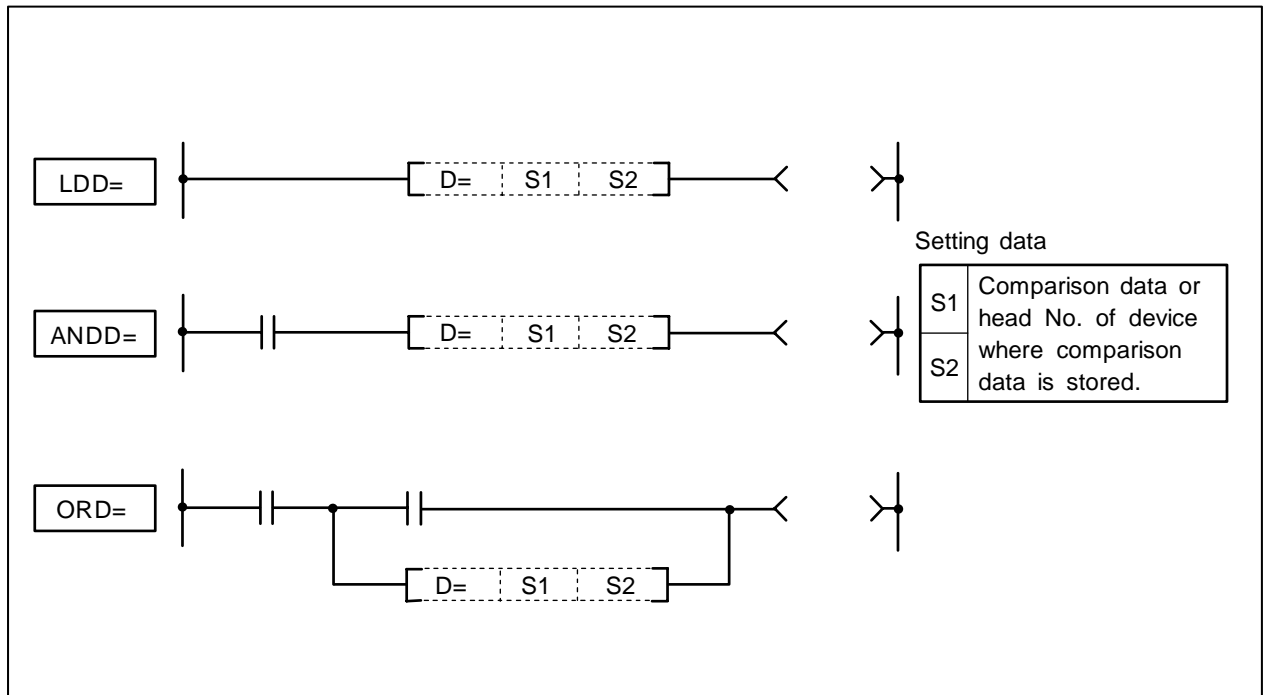 LDD=
D= S1 S2
Setting data
S1
S2
Comparison data or
head No. of device
where comparison
data is stored.
ANDD=
D= S1 S2
ORD=
D= S1 S2